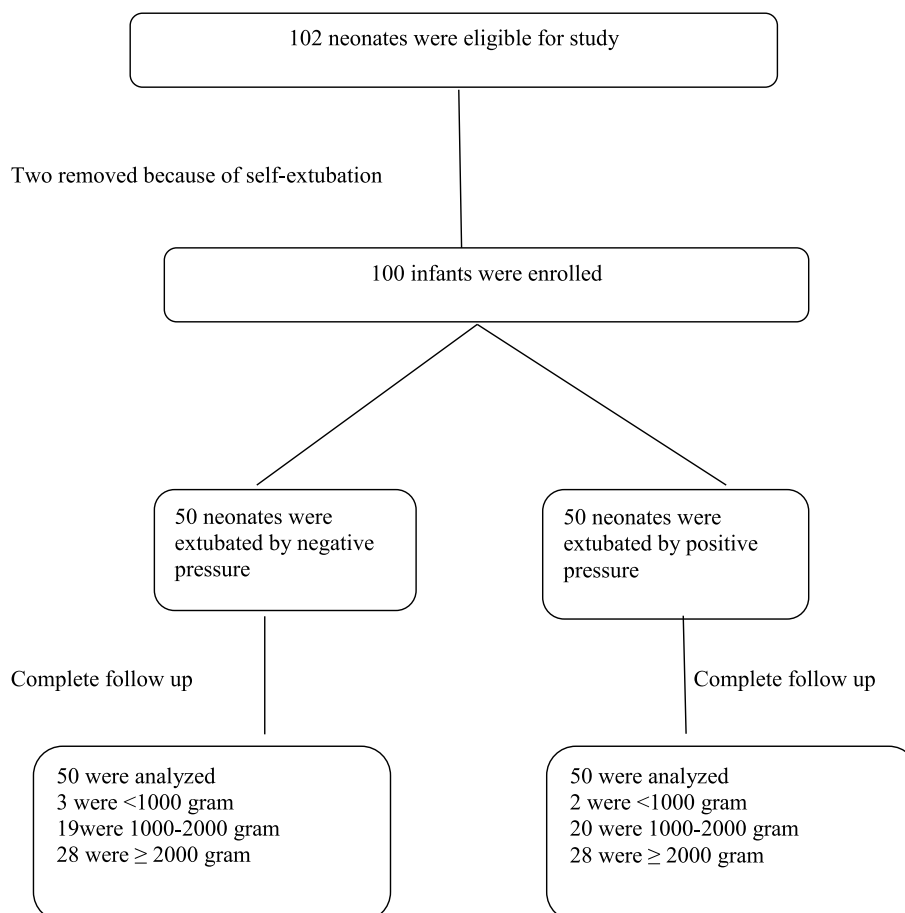 102 neonates were eligible for study
Two removed because of self-extubation
100 infants were enrolled
50 neonates were
extubated by negative
pressure
50 neonates were
extubated by positive
pressure
Complete follow up
Complete follow up
50 were analyzed
3 were <1000 gram
19were 1000-2000 gram
28 were ≥ 2000 gram
50 were analyzed
2 were <1000 gram
20 were 1000-2000 gram
28 were ≥ 2000 gram